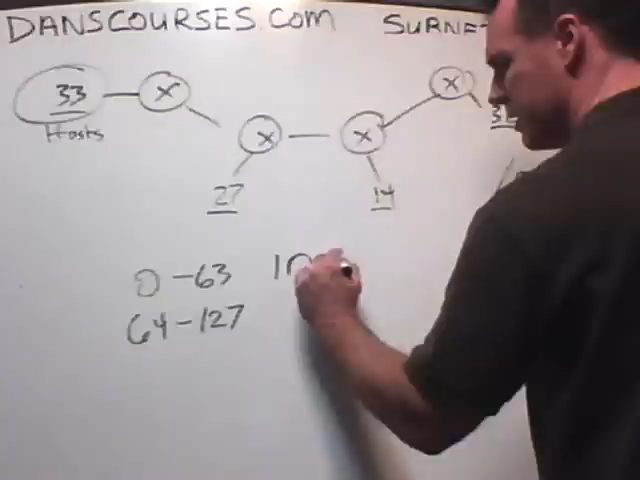 DANSCOURSES.COM
33 X X
Hosts X X
27 14
0-63
64-127